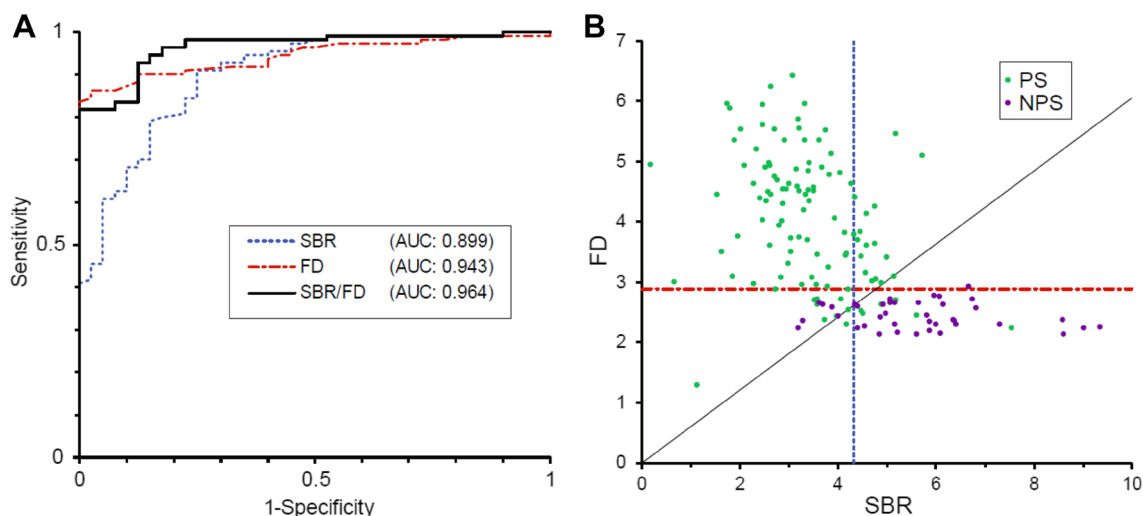 A
1
0.5
0
Sensitivity
SBR (AUC: 0.899)
FD (AUC: 0.943)
SBR/FD (AUC: 0.964)
0 0.5 1
1-Specificity
B
7
6
5
4
3
2
1
0
FD
PS
NPS
0 2 4 6 8 10
SBR